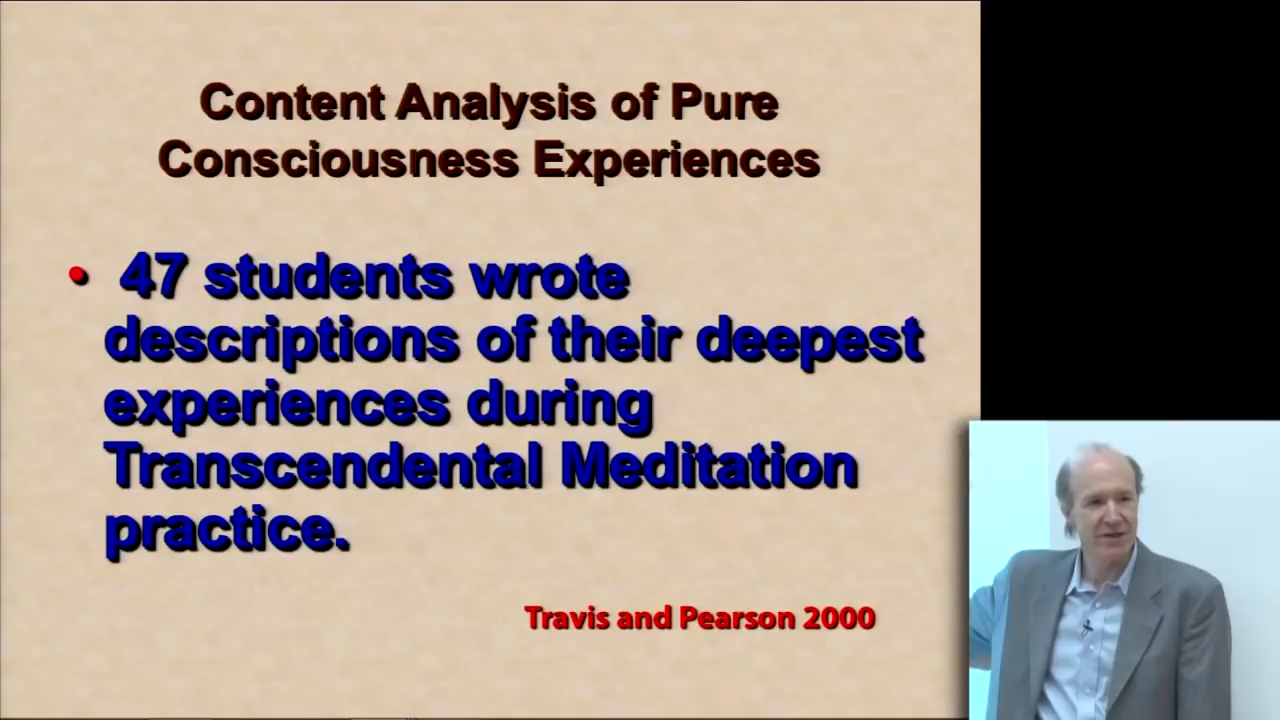 Content Analysis of Pure
Consciousness Experiences
• 47 students wrote
descriptions of their deepest
experiences during
Transcendental Meditation
practice.
Travis and Pearson 2000